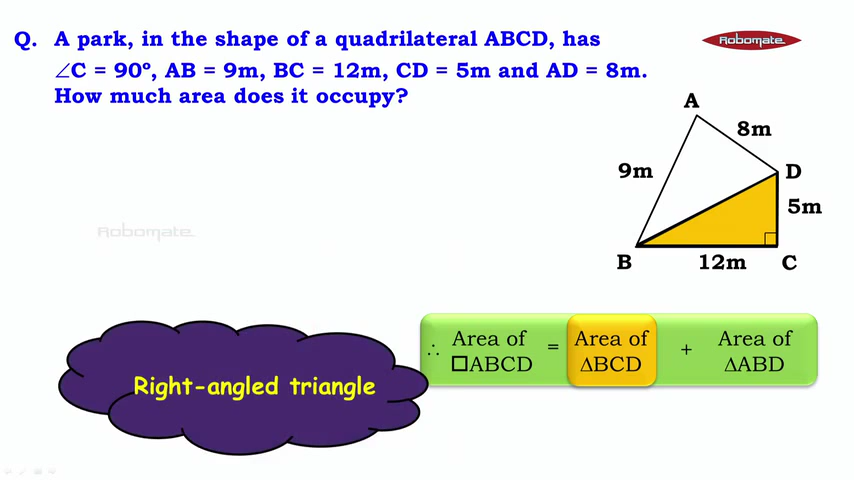 Q. A park, in the shape of a quadrilateral ABCD, has
∠C = 90º, AB = 9m, BC = 12m, CD = 5m and AD = 8m.
How much area does it occupy?
Robomate
A
8m
9m
D
5m
B
12m
C
Robomate
∴ Area of □ABCD = Area of ΔBCD + Area of ΔABD
Right-angled triangle